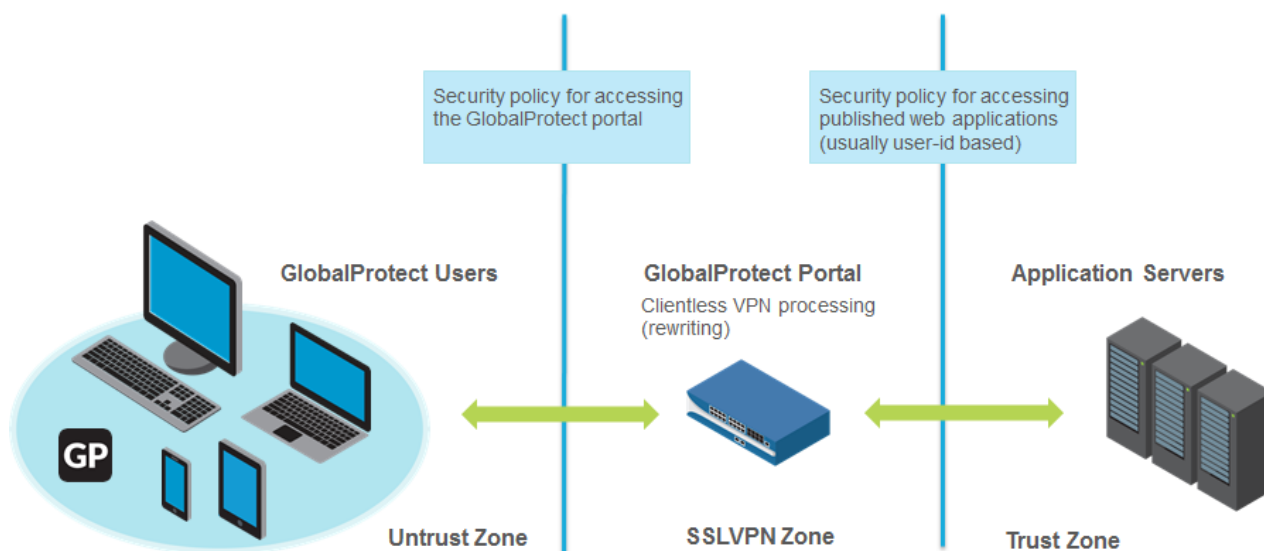 Security policy for accessing
the GlobalProtect portal
Security policy for accessing
published web applications
(usually user-id based)
GlobalProtect Users
GlobalProtect Portal
Clientless VPN processing
(rewriting)
Application Servers
GP
Untrust Zone
SSLVPN Zone
Trust Zone